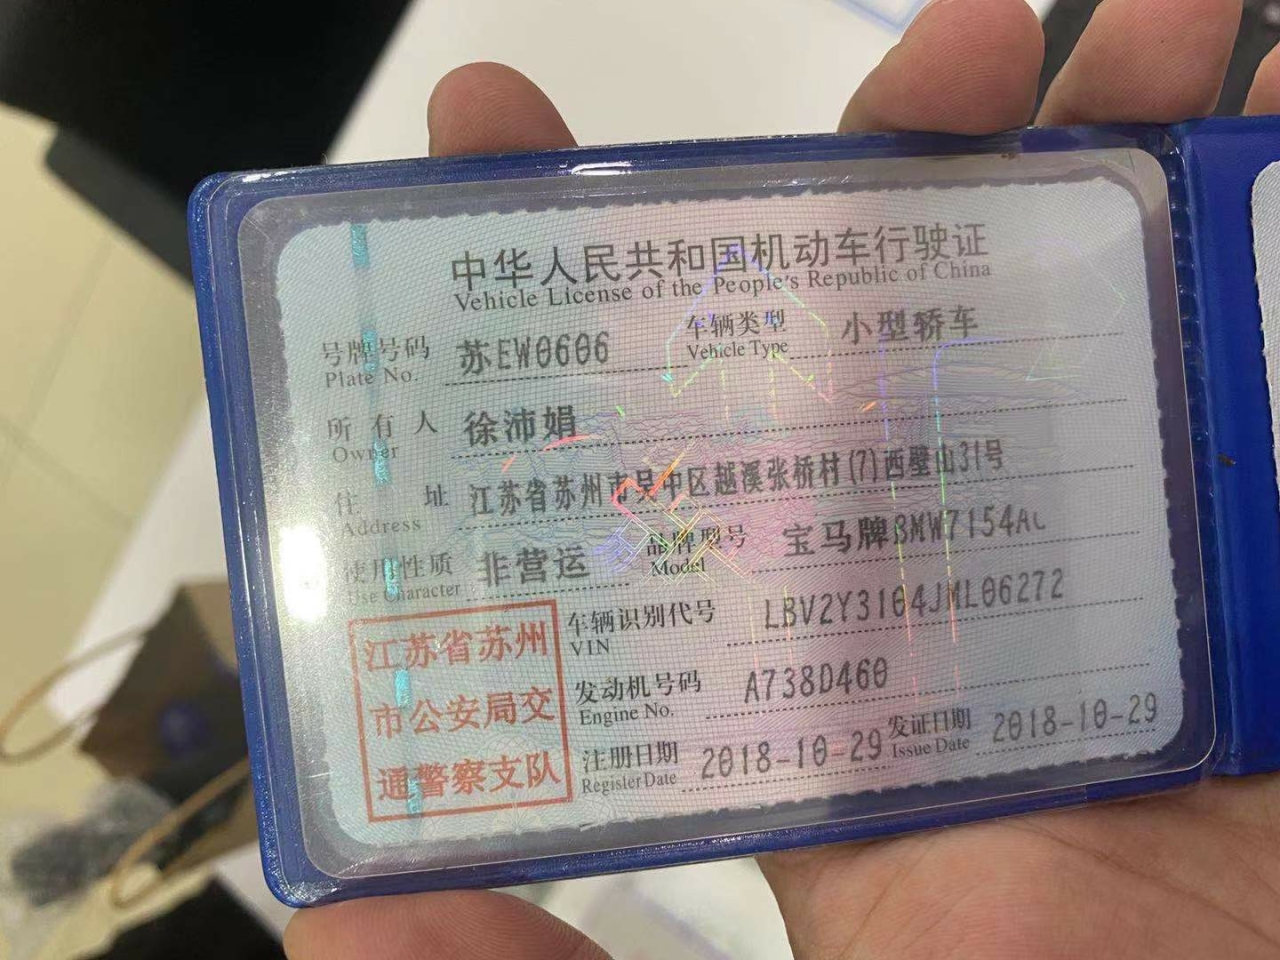 中华人民共和国机动车行驶证
Vehicle License of the People's Republic of China
号牌号码 苏EW0606 车辆类型 小型轿车
Plate No. Vehicle Type
所有人 徐沛娟
Owner
住址 江苏省苏州市吴中区越溪张桥村(7)西壁山31号
Address
使用性质 非营运 品牌型号 宝马牌BMW7154A
Use Character Model
江苏省苏州
市公安局交
通警察支队
车辆识别代号 LBV2Y3104JML06272
VIN
发动机号码 A738D460
Engine No.
注册日期 2018-10-29 发证日期 2018-10-29
Register Date Issue Date